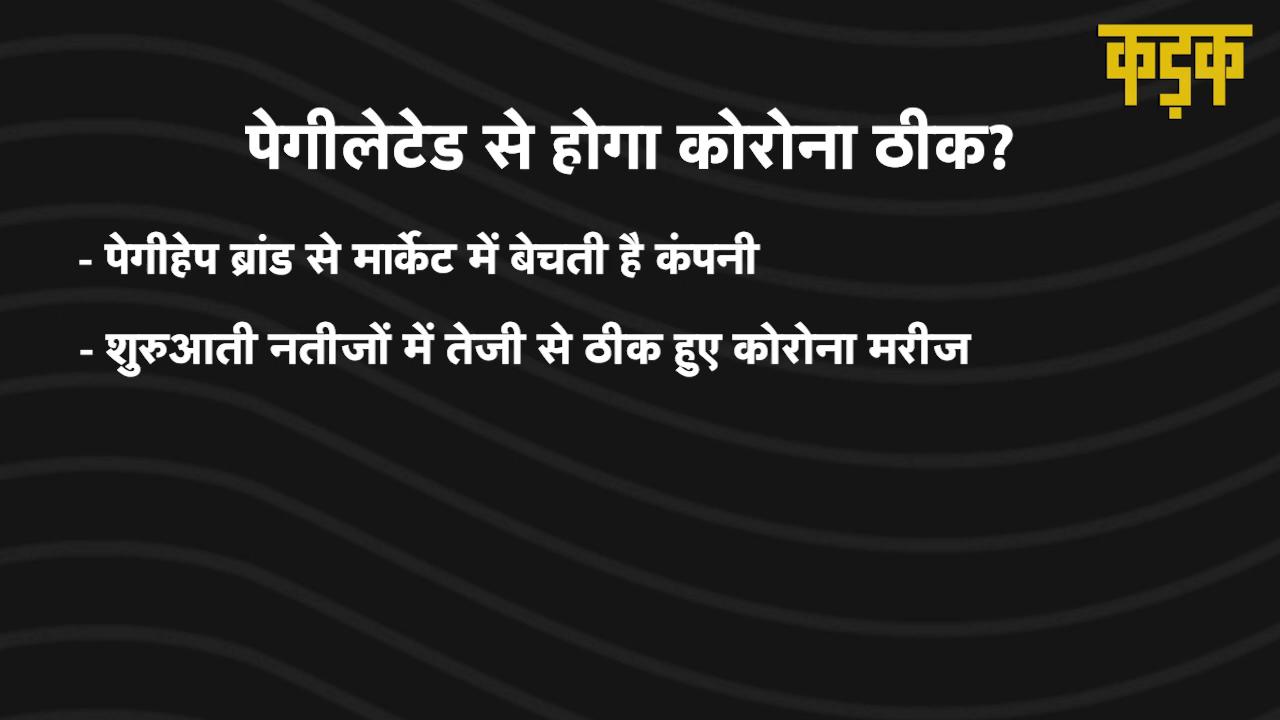 कड़क
पेगीलेटेड से होगा कोरोना ठीक?
- पेगीहेप ब्रांड से मार्केट में बेचती है कंपनी
- शुरुआती नतीजों में तेजी से ठीक हुए कोरोना मरीज